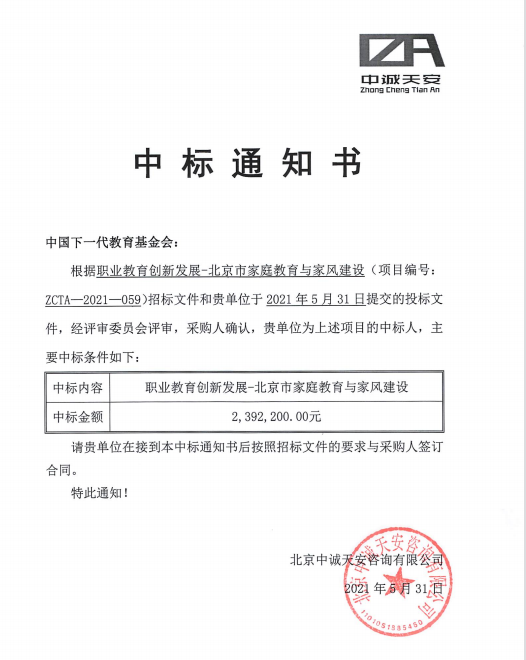 中诚天安
Zhong Cheng Tian An
中标通知书
中国下一代教育基金会：
根据职业教育创新发展-北京市家庭教育与家风建设（项目编号：
ZCTA—2021—059）招标文件和贵单位于 2021 年 5 月 31 日提交的投标文
件，经评审委员会评审，采购人确认，贵单位为上述项目的中标人，主
要中标条件如下：
中标内容 职业教育创新发展-北京市家庭教育与家风建设
中标金额 2,392,200.00元
请贵单位在接到本中标通知书后按照招标文件的要求与采购人签订
合同。
特此通知！
北京中诚天安咨询有限公司
2021 年 5 月 31 日
北京中诚天安咨询有限公司